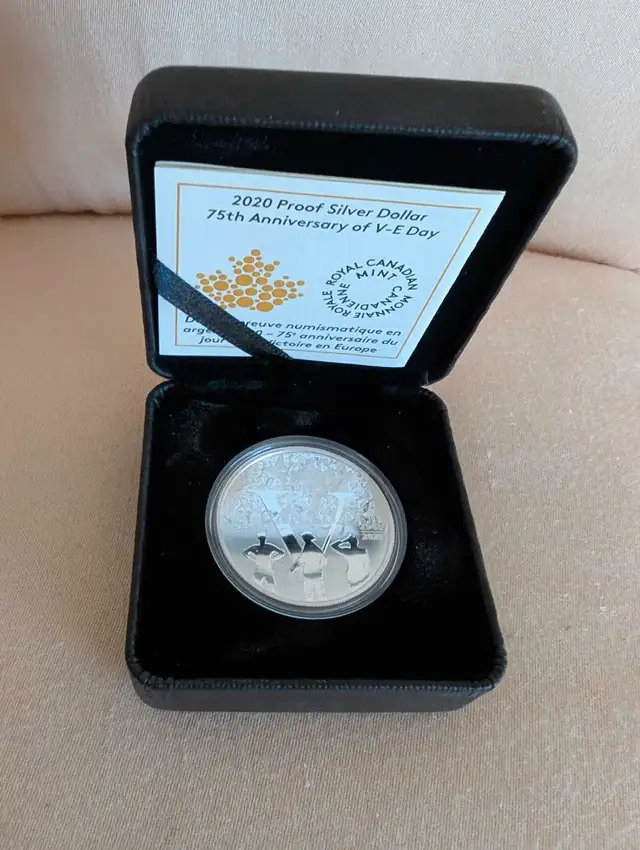 2020 Proof Silver Dollar
75th Anniversary of V-E Day
ROYAL CANADIAN MINT
MONNAIE ROYALE CANADIENNE
numismatique en
75e anniversaire du
en Europe
2020